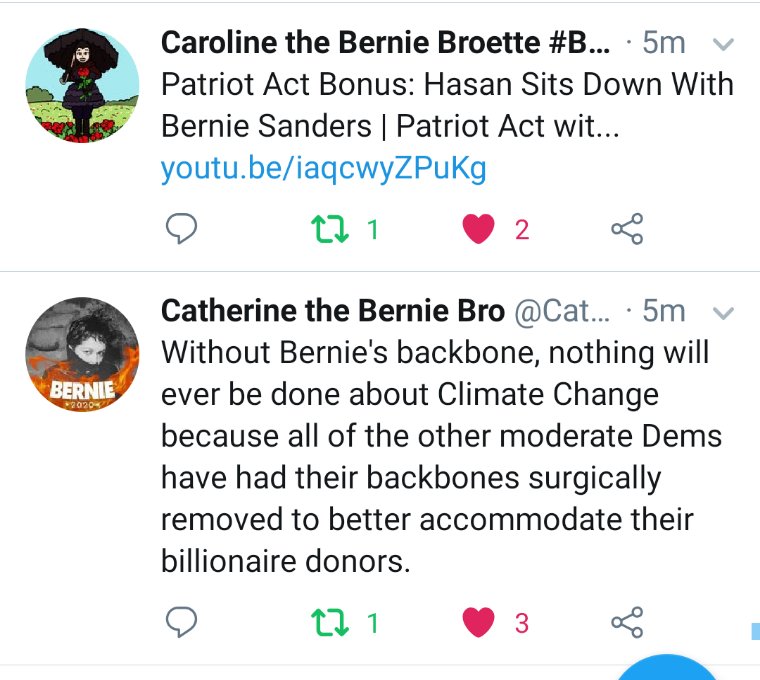 Caroline the Bernie Broette #B... · 5m
Patriot Act Bonus: Hasan Sits Down With
Bernie Sanders | Patriot Act wit...
youtu.be/iaqcwyZPuKg
1 2
Catherine the Bernie Bro @Cat... · 5m
Without Bernie's backbone, nothing will
ever be done about Climate Change
because all of the other moderate Dems
have had their backbones surgically
removed to better accommodate their
billionaire donors.
BERNIE
2020
1 3